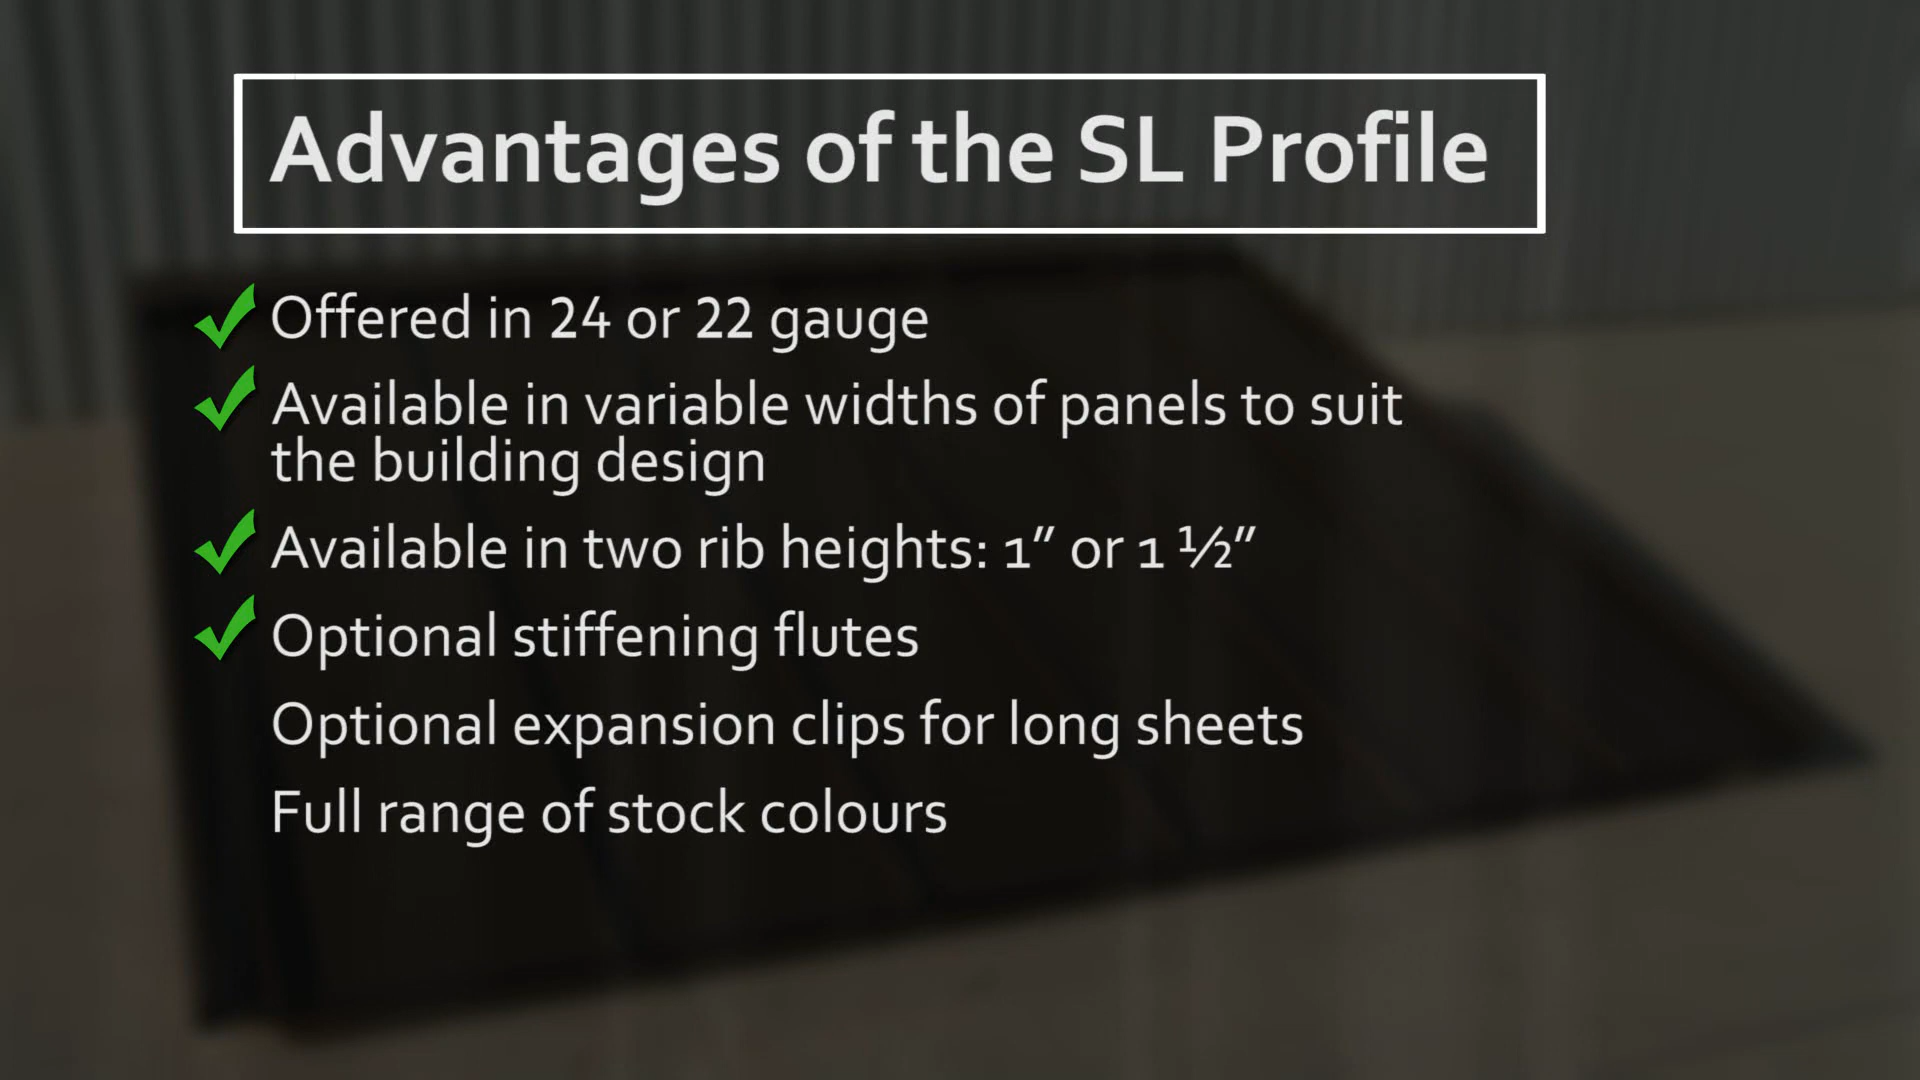 Advantages of the SL Profile
Offered in 24 or 22 gauge
Available in variable widths of panels to suit
the building design
Available in two rib heights: 1” or 1 ½”
Optional stiffening flutes
Optional expansion clips for long sheets
Full range of stock colours